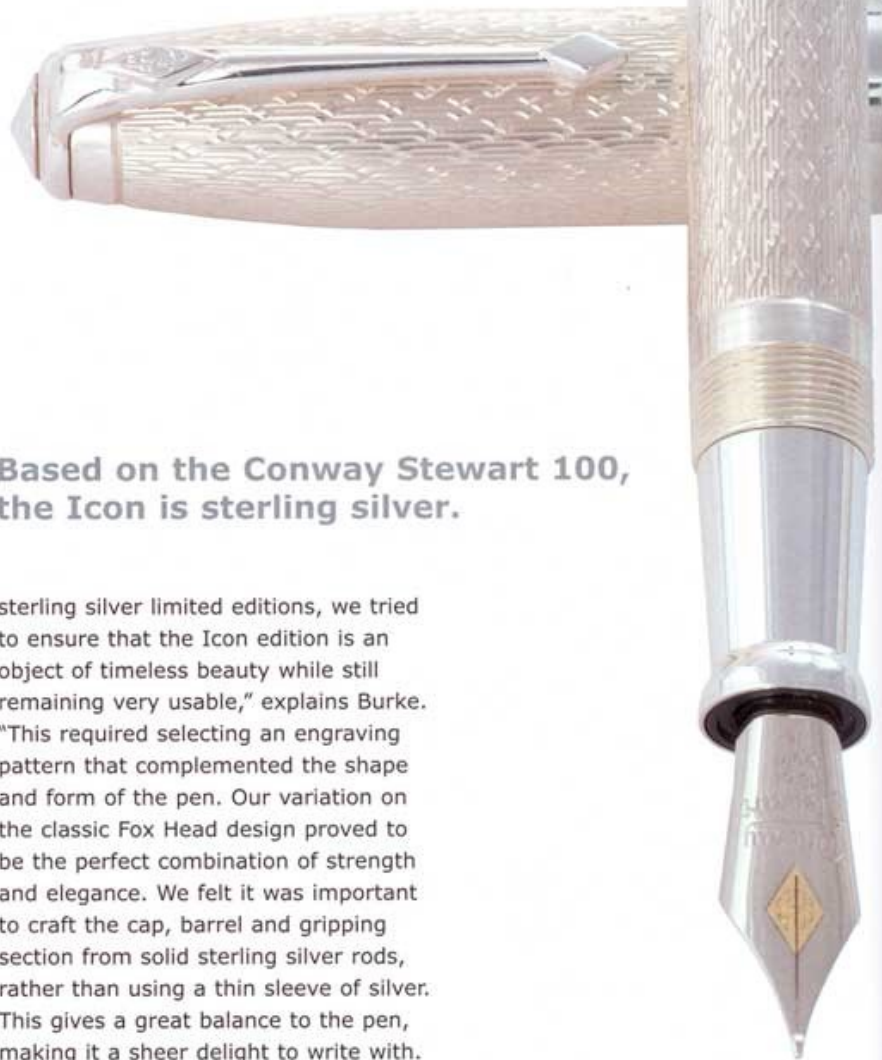 Based on the Conway Stewart 100,
the Icon is sterling silver.
sterling silver limited editions, we tried
to ensure that the Icon edition is an
object of timeless beauty while still
remaining very usable,” explains Burke.
“This required selecting an engraving
pattern that complemented the shape
and form of the pen. Our variation on
the classic Fox Head design proved to
be the perfect combination of strength
and elegance. We felt it was important
to craft the cap, barrel and gripping
section from solid sterling silver rods,
rather than using a thin sleeve of silver.
This gives a great balance to the pen,
making it a sheer delight to write with.